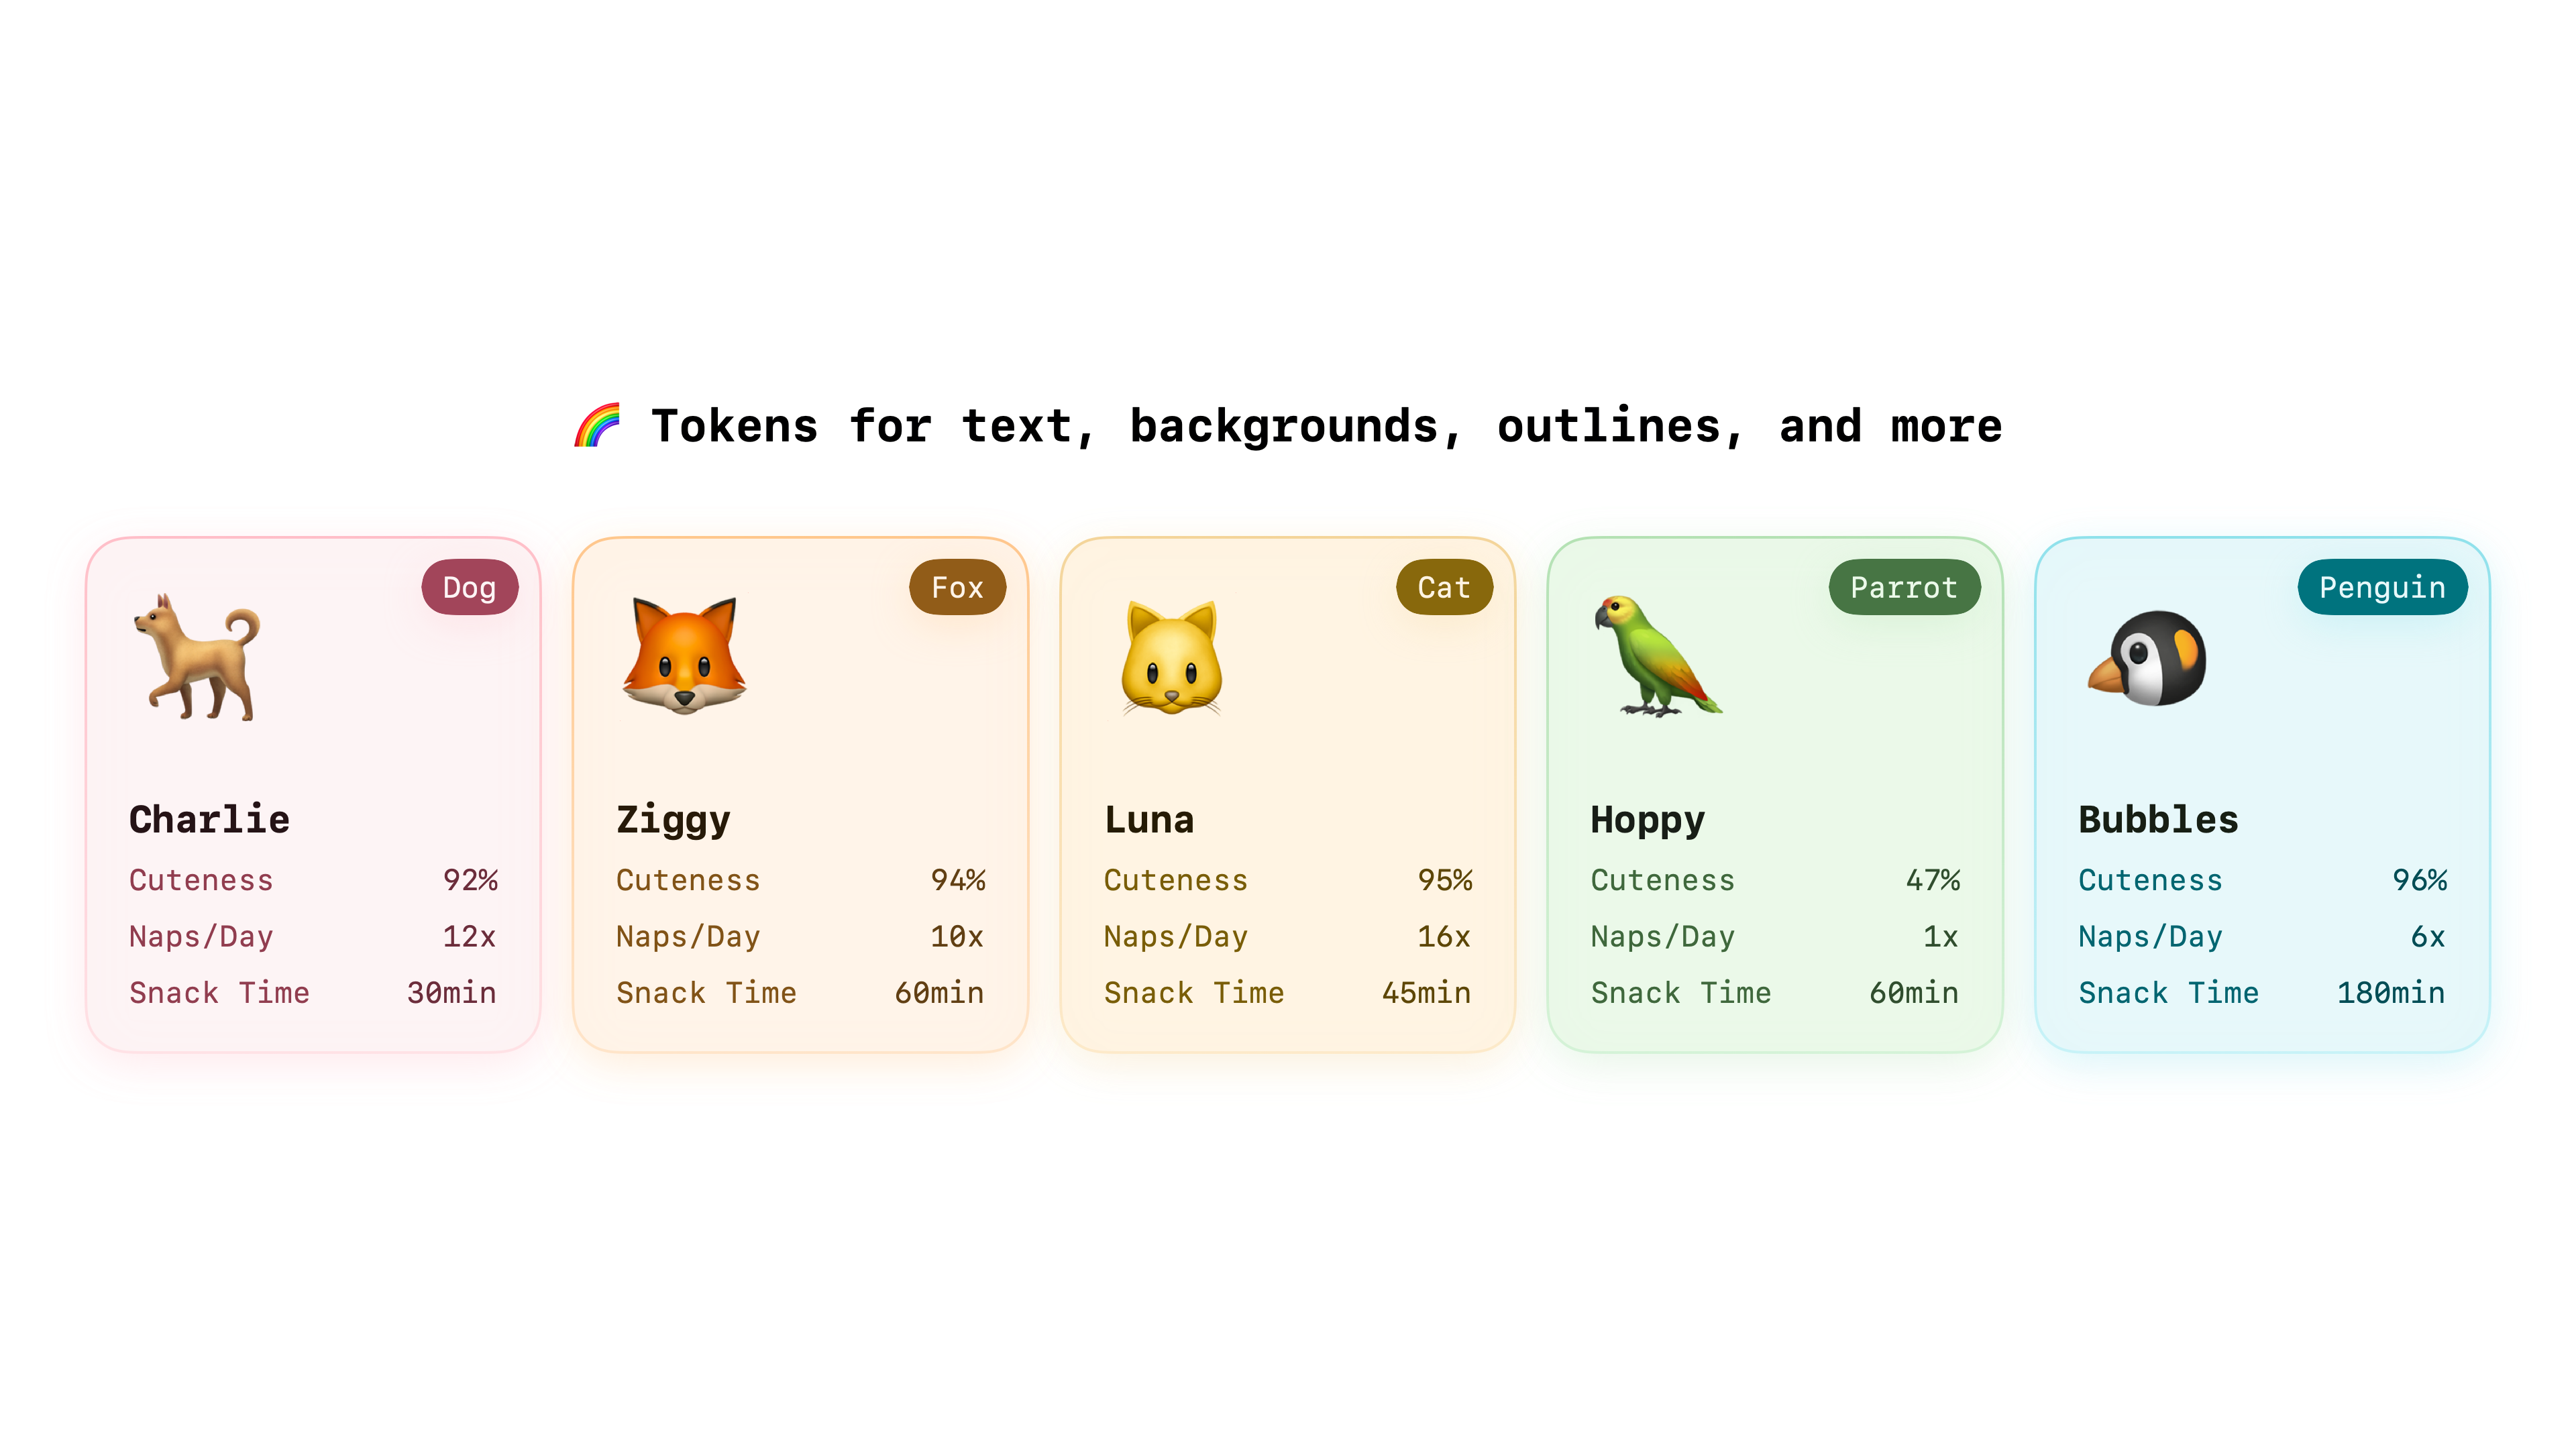 🌈 Tokens for text, backgrounds, outlines, and more
Dog
Charlie
Cuteness 92%
Naps/Day 12x
Snack Time 30min
Fox
Ziggy
Cuteness 94%
Naps/Day 10x
Snack Time 60min
Cat
Luna
Cuteness 95%
Naps/Day 16x
Snack Time 45min
Parrot
Hoppy
Cuteness 47%
Naps/Day 1x
Snack Time 60min
Penguin
Bubbles
Cuteness 96%
Naps/Day 6x
Snack Time 180min